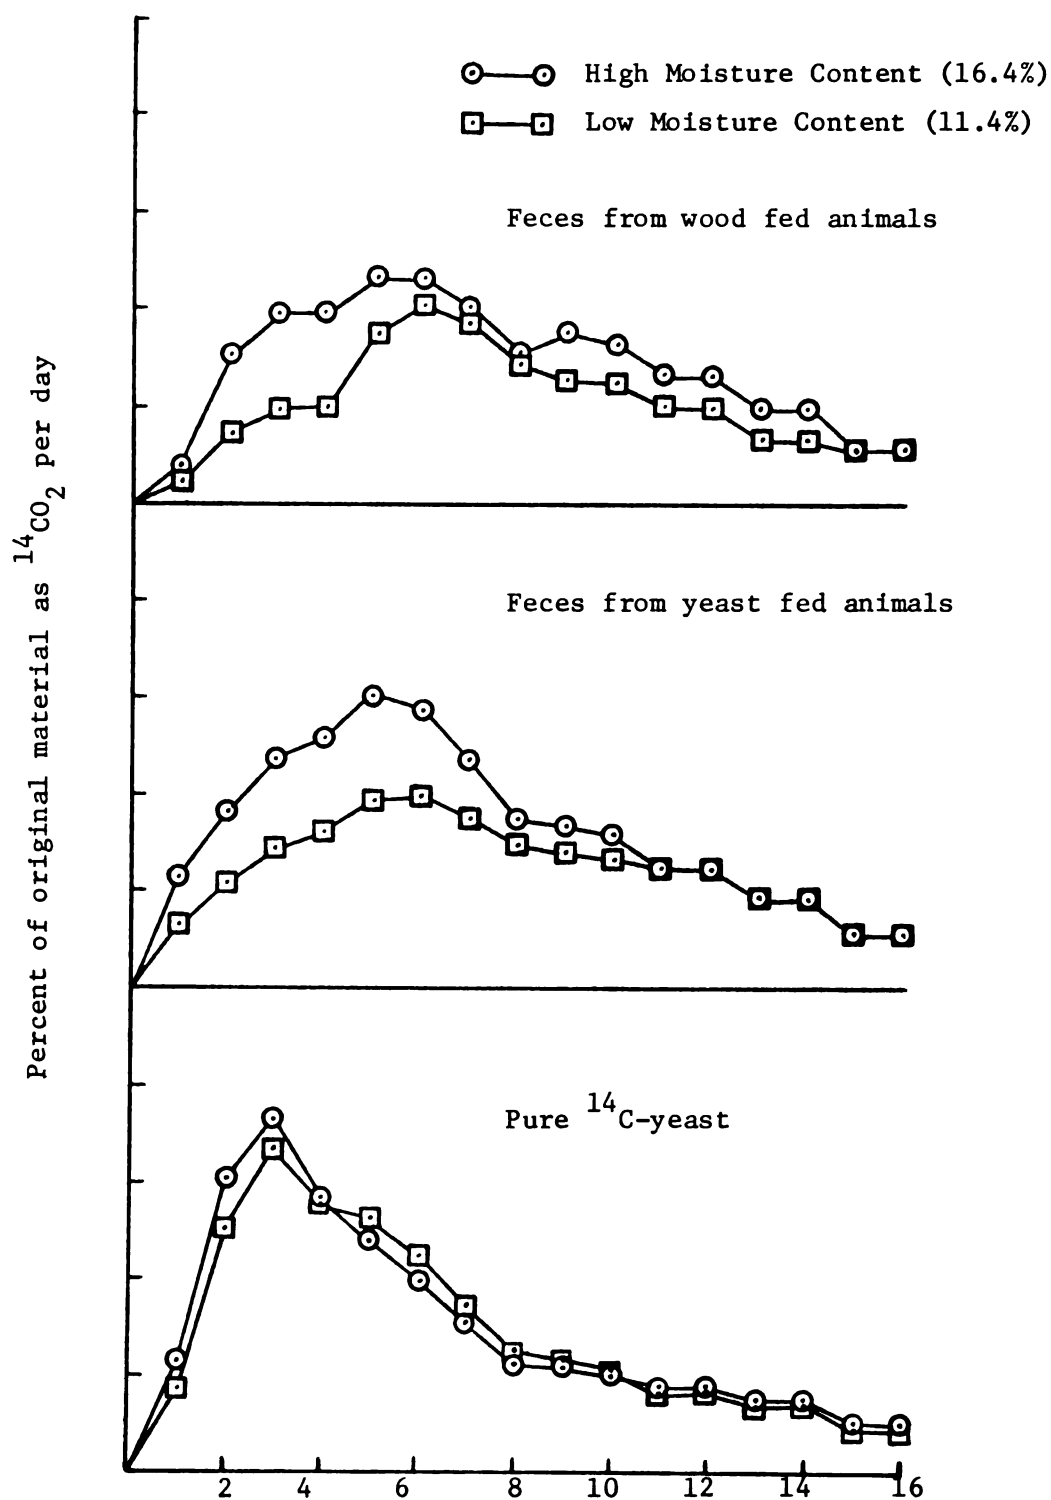 High Moisture Content (16.4%)
Low Moisture Content (11.4%)
Feces from wood fed animals
Percent of original material as ¹⁴CO₂ per day
Feces from yeast fed animals
Pure ¹⁴C-yeast
2 4 6 8 10 12 14 16